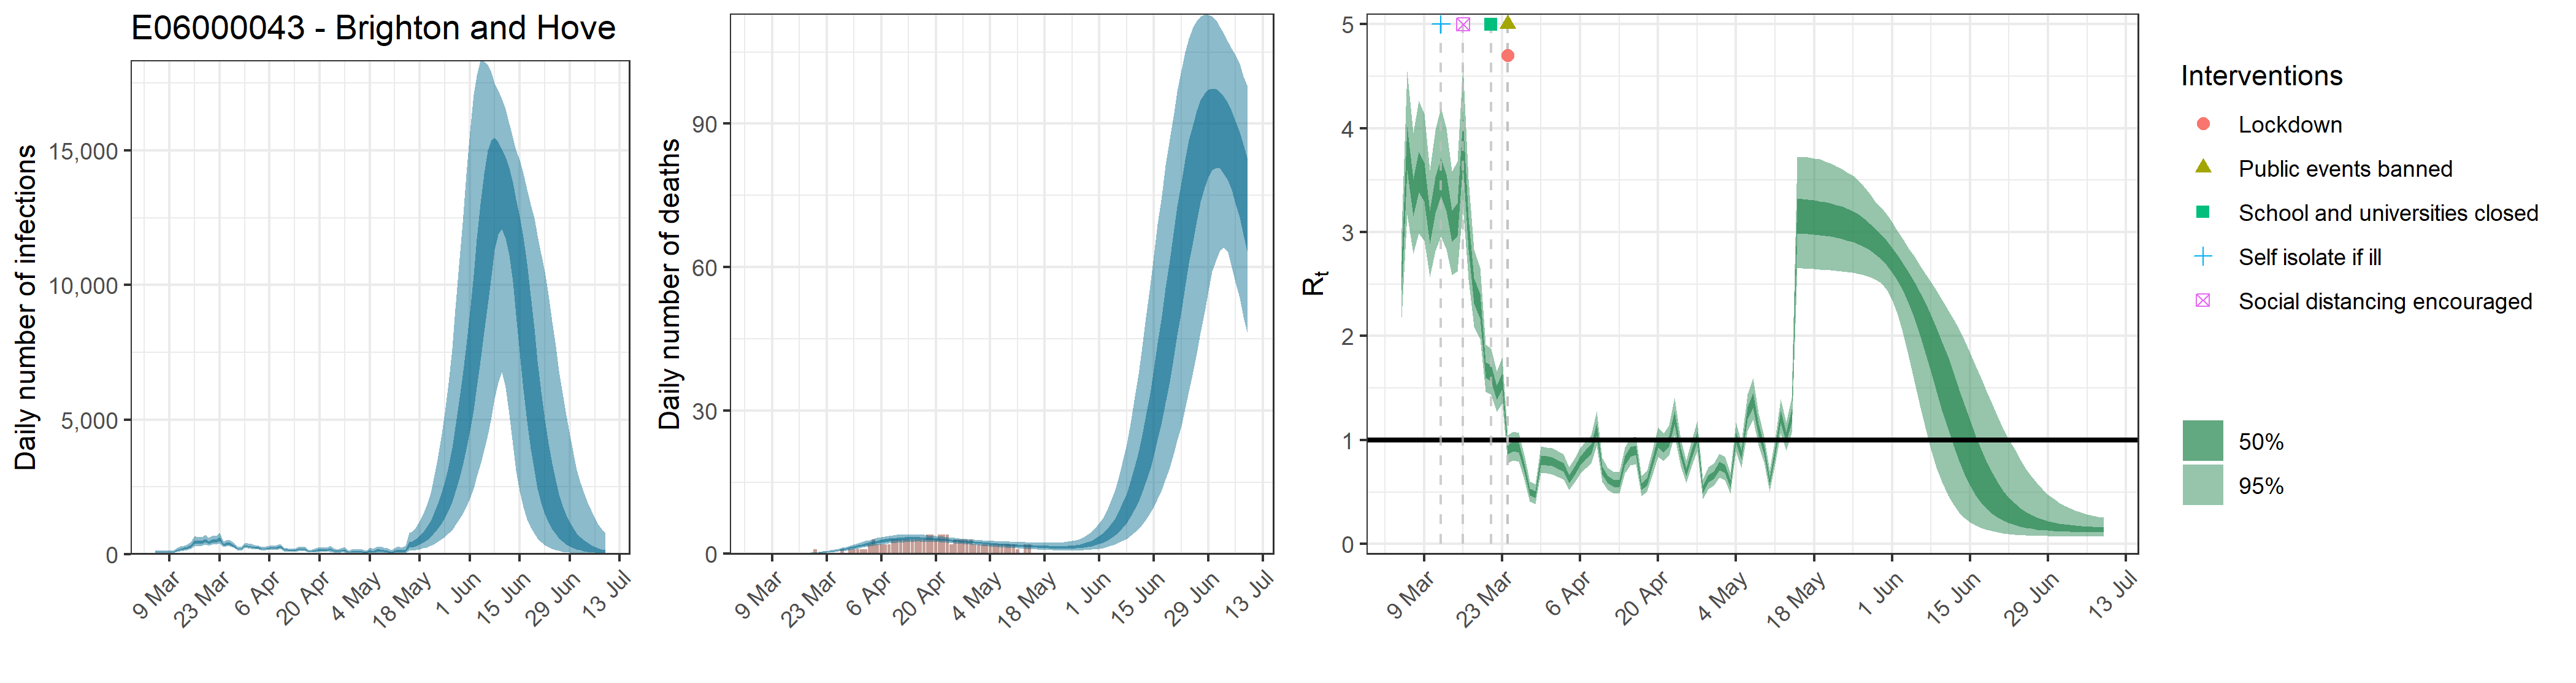 E06000043 - Brighton and Hove
Daily number of infections
15,000
10,000
5,000
0
9 Mar
23 Mar
6 Apr
20 Apr
4 May
18 May
1 Jun
15 Jun
29 Jun
13 Jul
Daily number of deaths
90
60
30
0
9 Mar
23 Mar
6 Apr
20 Apr
4 May
18 May
1 Jun
15 Jun
29 Jun
13 Jul
Rt
5
4
3
2
1
0
9 Mar
23 Mar
6 Apr
20 Apr
4 May
18 May
1 Jun
15 Jun
29 Jun
13 Jul
Interventions
Lockdown
Public events banned
School and universities closed
Self isolate if ill
Social distancing encouraged
50%
95%